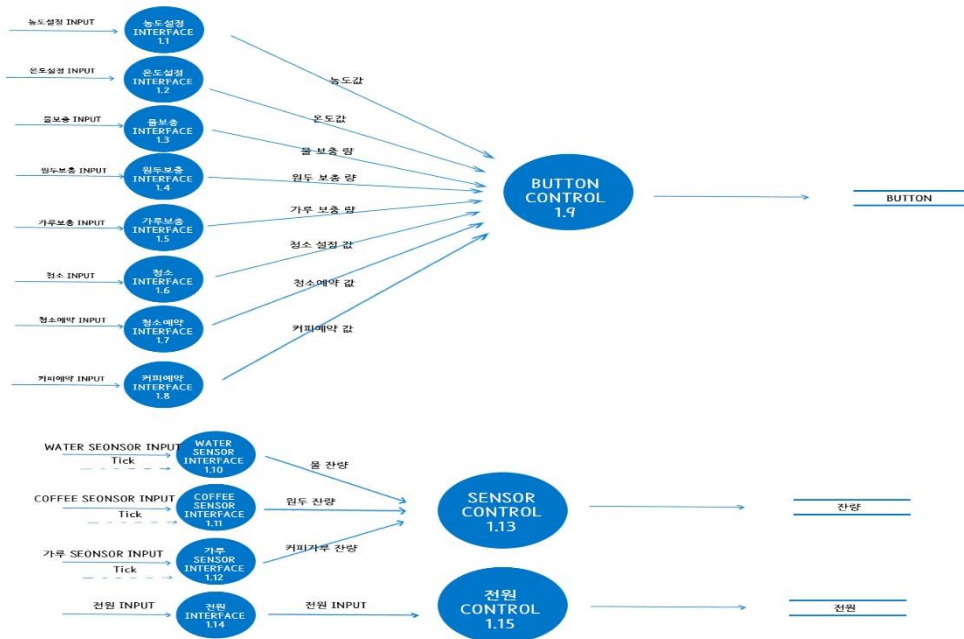 농도설정 INPUT
농도설정
INTERFACE
1.1
농도값
온도설정 INPUT
온도설정
INTERFACE
1.2
온도값
물보충 INPUT
물보충
INTERFACE
1.3
물 보충 량
원두보충 INPUT
원두보충
INTERFACE
1.4
원두 보충 량
가루보충 INPUT
가루보충
INTERFACE
1.5
가루 보충 량
청소 INPUT
청소
INTERFACE
1.6
청소 설정 값
청소예약 INPUT
청소예약
INTERFACE
1.7
청소예약 값
커피예약 INPUT
커피예약
INTERFACE
1.8
커피예약 값
BUTTON
CONTROL
1.9
BUTTON
WATER SEONSOR INPUT
Tick
WATER
SENSOR
INTERFACE
1.10
물 잔량
COFFEE SEONSOR INPUT
Tick
COFFEE
SENSOR
INTERFACE
1.11
원두 잔량
가루 SEONSOR INPUT
Tick
가루
SENSOR
INTERFACE
1.12
커피가루 잔량
SENSOR
CONTROL
1.13
잔량
전원 INPUT
전원
INTERFACE
1.14
전원 INPUT
전원
CONTROL
1.15
전원